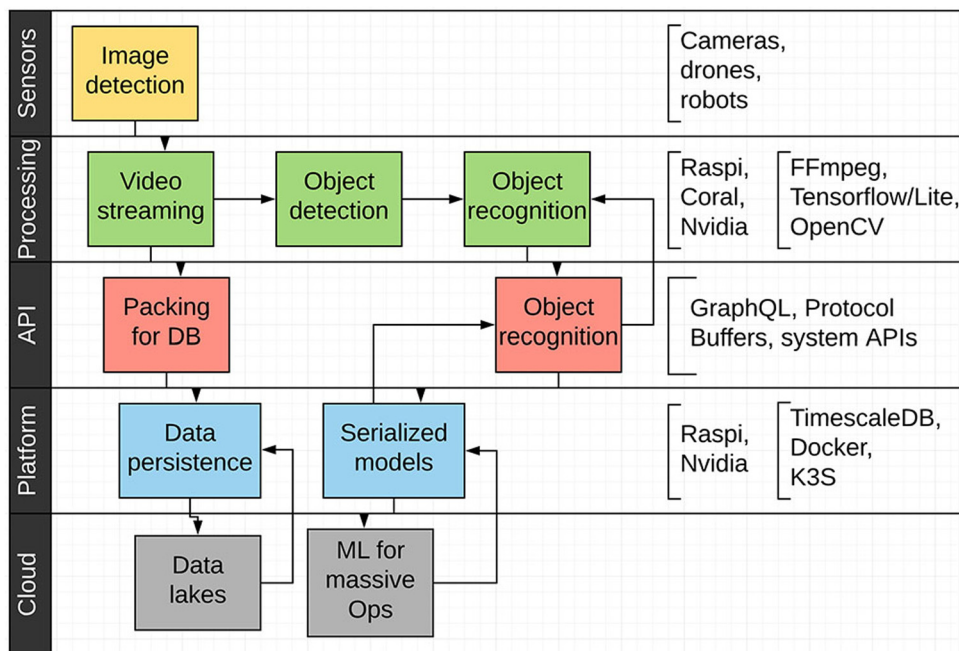 Sensors
Image
detection
Cameras,
drones,
robots
Processing
Video
streaming
Object
detection
Object
recognition
Raspi,
Coral,
Nvidia
FFmpeg,
Tensorflow/Lite,
OpenCV
API
Packing
for DB
Object
recognition
GraphQL, Protocol
Buffers, system APIs
Platform
Data
persistence
Serialized
models
Raspi,
Nvidia
TimescaleDB,
Docker,
K3S
Cloud
Data
lakes
ML for
massive
Ops